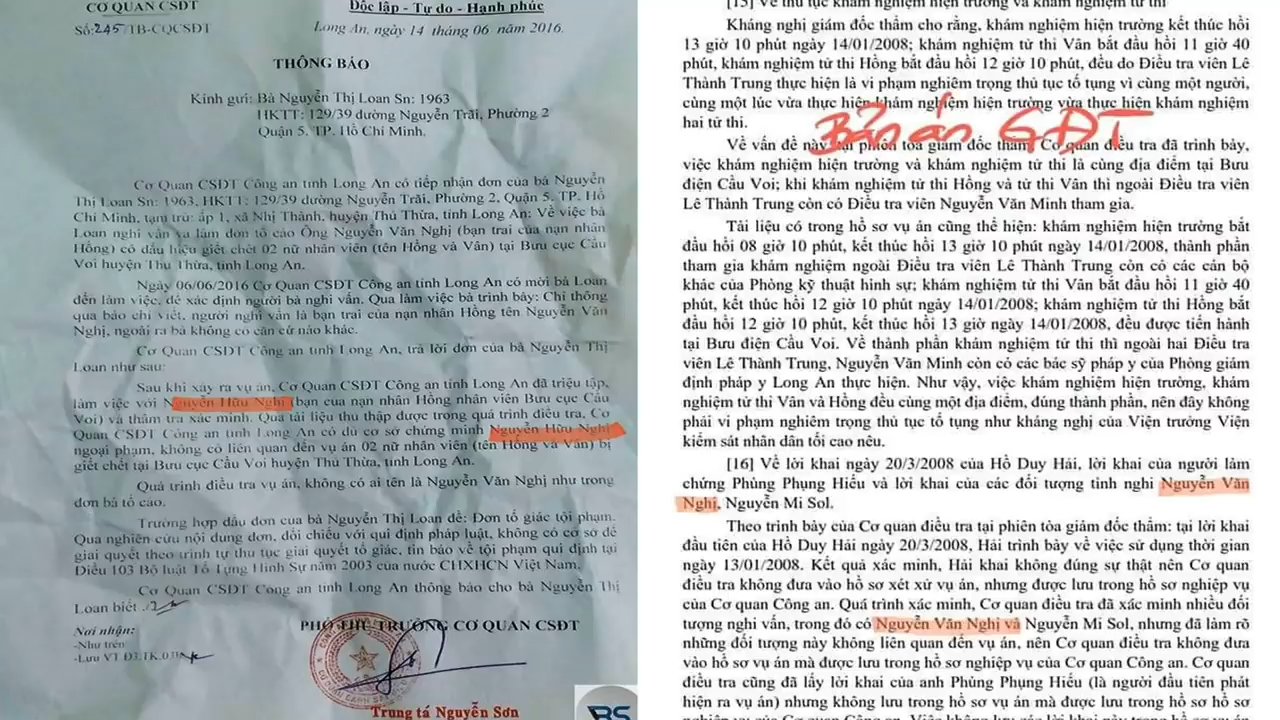 CƠ QUAN CSĐT
Độc lập - Tự do - Hạnh phúc
Số:245/TB-CQCSĐT
Long An, ngày 14 tháng 06 năm 2016.
THÔNG BÁO
Kính gửi: Bà Nguyễn Thị Loan Sn: 1963
HKTT: 129/39 đường Nguyễn Trãi, Phường 2
Quận 5. TP. Hồ Chí Minh.
Cơ Quan CSĐT Công an tỉnh Long An có tiếp nhận đơn của bà Nguyễn
Thị Loan Sn: 1963, HKTT: 129/39 đường Nguyễn Trãi, Phường 2, Quận 5. TP. Hồ
Chí Minh, tạm trú: ấp 1, xã Nhị Thành, huyện Thủ Thừa, tỉnh Long An: Về việc bà
Loan nghi vấn và làm đơn tố cáo Ông Nguyễn Văn Nghị (bạn trai của nạn nhân
Hồng) có dấu hiệu giết chết 02 nữ nhân viên (tên Hồng và Vân) tại Bưu cục Cầu
Voi huyện Thủ Thừa, tỉnh Long An.
Ngày 06/06/2016 Cơ Quan CSĐT Công an tỉnh Long An có mời bà Loan
đến làm việc, để xác định người bà nghi vấn. Qua làm việc bà trình bày: Chỉ thông
qua báo chí viết, người nghi vấn là bạn trai của nạn nhân Hồng tên Nguyễn Văn
Nghị, ngoài ra bà không có căn cứ nào khác.
Cơ Quan CSĐT Công an tỉnh Long An, trả lời đơn của bà Nguyễn Thị
Loan như sau:
Sau khi xảy ra vụ án, Cơ Quan CSĐT Công an tỉnh Long An đã triệu tập,
làm việc với Nguyễn Hữu Nghị (bạn của nạn nhân Hồng nhân viên Bưu cục Cầu
Voi) và thẩm tra xác minh. Qua tài liệu thu thập được trong quá trình điều tra, Cơ
Quan CSĐT Công an tỉnh Long An có đủ cơ sở chứng minh Nguyễn Hữu Nghị
ngoại phạm, không có liên quan đến vụ án 02 nữ nhân viên (tên Hồng và Vân) bị
giết chết tại Bưu cục Cầu Voi huyện Thủ Thừa, tỉnh Long An.
Quá trình điều tra vụ án, không có ai tên là Nguyễn Văn Nghị như trong
đơn bà tố cáo.
Trường hợp dấu đơn của bà Nguyễn Thị Loan đề: Đơn tố giác tội phạm.
Qua nghiên cứu nội dung đơn, đối chiếu với qui định pháp luật, không có cơ sở để
giải quyết theo trình tự thủ tục giải quyết tố giác, tin báo về tội phạm qui định tại
Điều 103 Bộ luật Tố Tụng Hình Sự năm 2003 của nước CHXHCN Việt Nam.
Cơ Quan CSĐT Công an tỉnh Long An thông báo cho bà Nguyễn Thị
Loan biết ./.
Nơi nhận:
-Như trên
-Lưu VT
PHÓ THỦ TRƯỞNG CƠ QUAN CSĐT
Trung tá Nguyễn Sơn
BS
[15] Về thủ tục khám nghiệm hiện trường và khám nghiệm tử thi
Kháng nghị giám đốc thẩm cho rằng, khám nghiệm hiện trường kết thúc hồi
13 giờ 10 phút ngày 14/01/2008; khám nghiệm tử thi Vân bắt đầu hồi 11 giờ 40
phút, khám nghiệm tử thi Hồng bắt đầu hồi 12 giờ 10 phút, đều do Điều tra viên Lê
Thành Trung thực hiện là vi phạm nghiêm trọng thủ tục tố tụng vì cùng một người,
cùng một lúc vừa thực hiện khám nghiệm hiện trường vừa thực hiện khám nghiệm
hai tử thi.
Bản án GĐT
Về vấn đề này tại phiên tòa giám đốc thẩm, Cơ quan điều tra đã trình bày,
việc khám nghiệm hiện trường và khám nghiệm tử thi là cùng địa điểm tại Bưu
điện Cầu Voi; khi khám nghiệm tử thi Hồng và tử thi Vân thì ngoài Điều tra viên
Lê Thành Trung còn có Điều tra viên Nguyễn Văn Minh tham gia.
Tài liệu có trong hồ sơ vụ án cũng thể hiện: khám nghiệm hiện trường bắt
đầu hồi 08 giờ 10 phút, kết thúc hồi 13 giờ 10 phút ngày 14/01/2008, thành phần
tham gia khám nghiệm ngoài Điều tra viên Lê Thành Trung còn có các cán bộ
khác của Phòng kỹ thuật hình sự; khám nghiệm tử thi Vân bắt đầu hồi 11 giờ 40
phút, kết thúc hồi 12 giờ 10 phút ngày 14/01/2008; khám nghiệm tử thi Hồng bắt
đầu hồi 12 giờ 10 phút, kết thúc hồi 13 giờ ngày 14/01/2008, đều được tiến hành
tại Bưu điện Cầu Voi. Về thành phần khám nghiệm tử thi thì ngoài hai Điều tra
viên Lê Thành Trung, Nguyễn Văn Minh còn có các bác sỹ pháp y của Phòng giám
định pháp y Long An thực hiện. Như vậy, việc khám nghiệm hiện trường, khám
nghiệm tử thi Vân và Hồng đều cùng một địa điểm, đúng thành phần, nên đây không
phải vi phạm nghiêm trọng thủ tục tố tụng như kháng nghị của Viện trưởng Viện
kiểm sát nhân dân tối cao nêu.
[16] Về lời khai ngày 20/3/2008 của Hồ Duy Hải, lời khai của người làm
chứng Phùng Phụng Hiếu và lời khai của các đối tượng tình nghi Nguyễn Văn
Nghị, Nguyễn Mi Sol.
Theo trình bày của Cơ quan điều tra tại phiên tòa giám đốc thẩm: tại lời khai
đầu tiên của Hồ Duy Hải ngày 20/3/2008, Hải trình bày về việc sử dụng thời gian
ngày 13/01/2008. Kết quả xác minh, Hải khai không đúng sự thật nên Cơ quan
điều tra không đưa vào hồ sơ xét xử vụ án, nhưng được lưu trong hồ sơ nghiệp vụ
của Cơ quan Công an. Quá trình xác minh, Cơ quan điều tra đã xác minh nhiều đối
tượng nghi vấn, trong đó có Nguyễn Văn Nghị và Nguyễn Mi Sol, nhưng đã làm rõ
những đối tượng này không liên quan đến vụ án, nên Cơ quan điều tra không đưa
vào hồ sơ vụ án mà được lưu trong hồ sơ nghiệp vụ của Cơ quan Công an. Cơ quan
điều tra cũng đã lấy lời khai của anh Phùng Phụng Hiếu (là người đầu tiên phát
hiện ra vụ án) nhưng không lưu trong hồ sơ vụ án mà được lưu trong hồ sơ hồ sơ